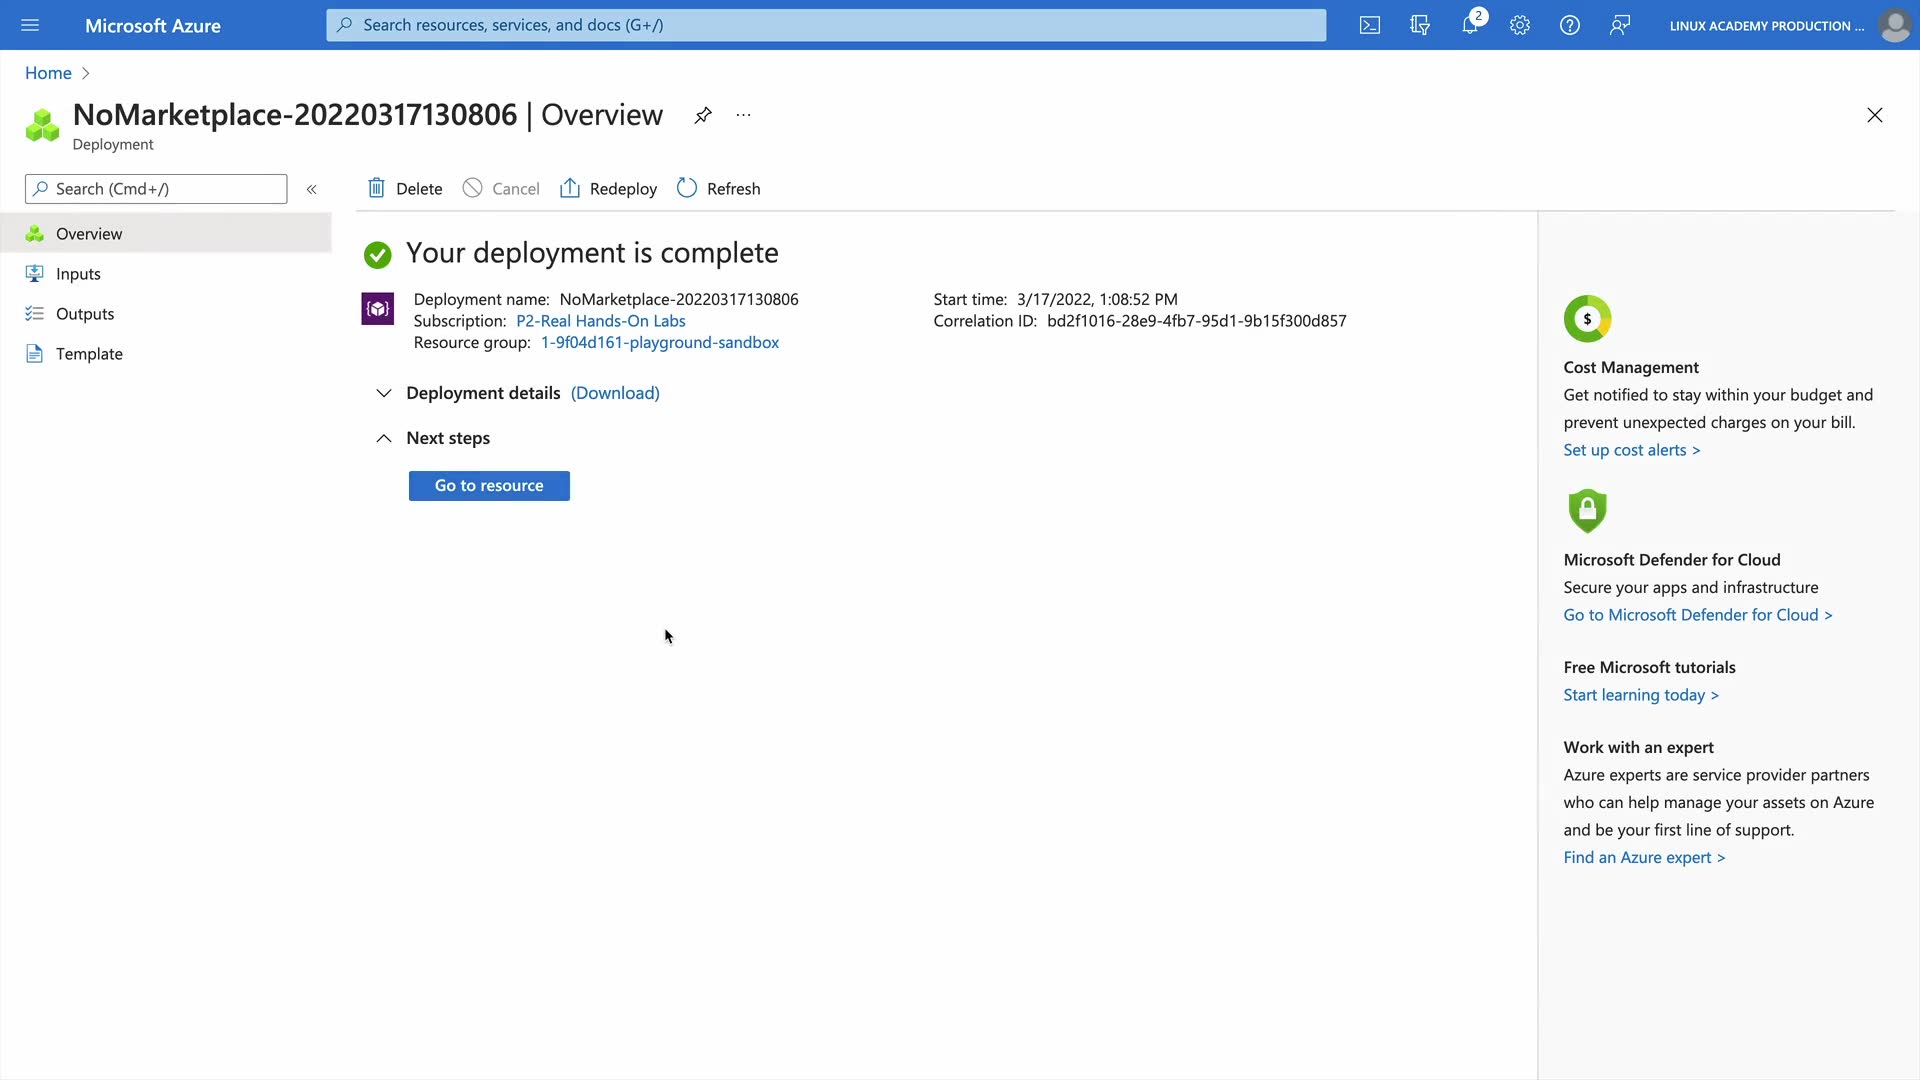 Microsoft Azure
Search resources, services, and docs (G+/)
2
LINUX ACADEMY PRODUCTION ...
Home
NoMarketplace-20220317130806 | Overview
...
Deployment
Search (Cmd+/)
«
Delete
Cancel
Redeploy
Refresh
Overview
Inputs
Outputs
Template
Your deployment is complete
Deployment name: NoMarketplace-20220317130806
Subscription: P2-Real Hands-On Labs
Resource group: 1-9f04d161-playground-sandbox
Start time: 3/17/2022, 1:08:52 PM
Correlation ID: bd2f1016-28e9-4fb7-95d1-9b15f300d857
Deployment details (Download)
Next steps
Go to resource
$
Cost Management
Get notified to stay within your budget and
prevent unexpected charges on your bill.
Set up cost alerts >
Microsoft Defender for Cloud
Secure your apps and infrastructure
Go to Microsoft Defender for Cloud >
Free Microsoft tutorials
Start learning today >
Work with an expert
Azure experts are service provider partners
who can help manage your assets on Azure
and be your first line of support.
Find an Azure expert >